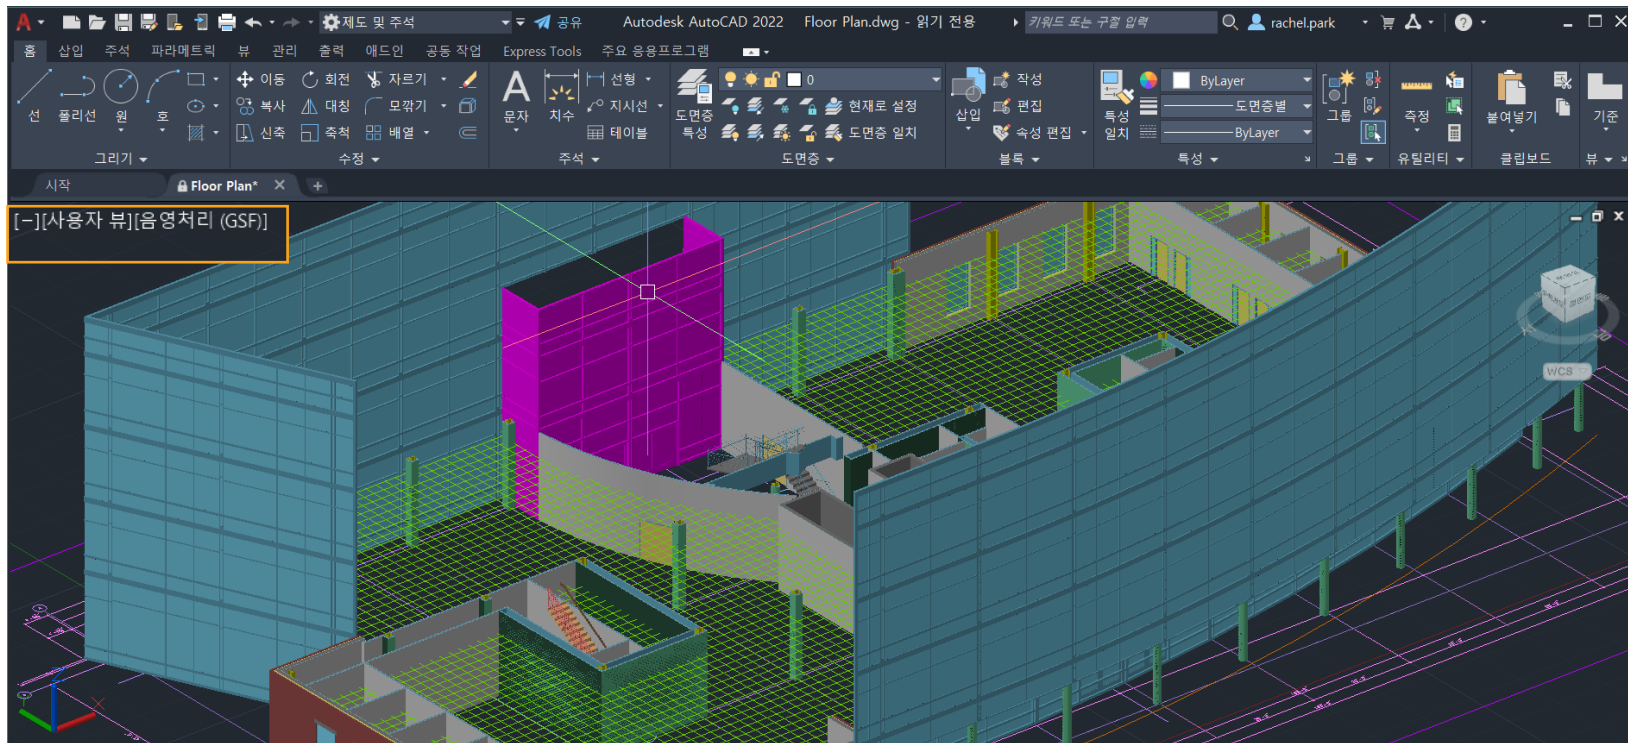 A 제도 및 주석 공유 Autodesk AutoCAD 2022 Floor Plan.dwg - 읽기 전용 키워드 또는 구절 입력 rachel.park
홈 삽입 주석 파라메트릭 뷰 관리 출력 애드인 공동 작업 Express Tools 주요 응용프로그램
선 폴리선 원 호
이동 회전 자르기
복사 대칭 모깎기
신축 축척 배열
문자 치수
선형
지시선
테이블
도면층
특성
0
현재로 설정
도면층 일치
삽입
작성
편집
속성 편집
특성
일치
ByLayer
도면층별
ByLayer
그룹
측정
붙여넣기
기준
그리기 수정 주석 도면층 블록 특성 그룹 유틸리티 클립보드 뷰
시작 Floor Plan*
[−][사용자 뷰][음영처리 (GSF)]
WCS